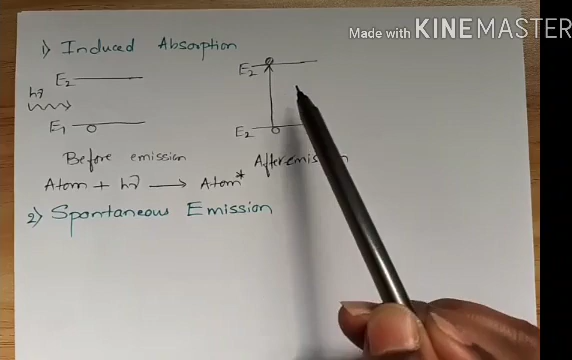 Made with KINEMASTER
1) Induced Absorption
E₂
E₂
hν
E₁
E₂
Before emission
After emission
Atom + hν → Atom*
2) Spontaneous Emission